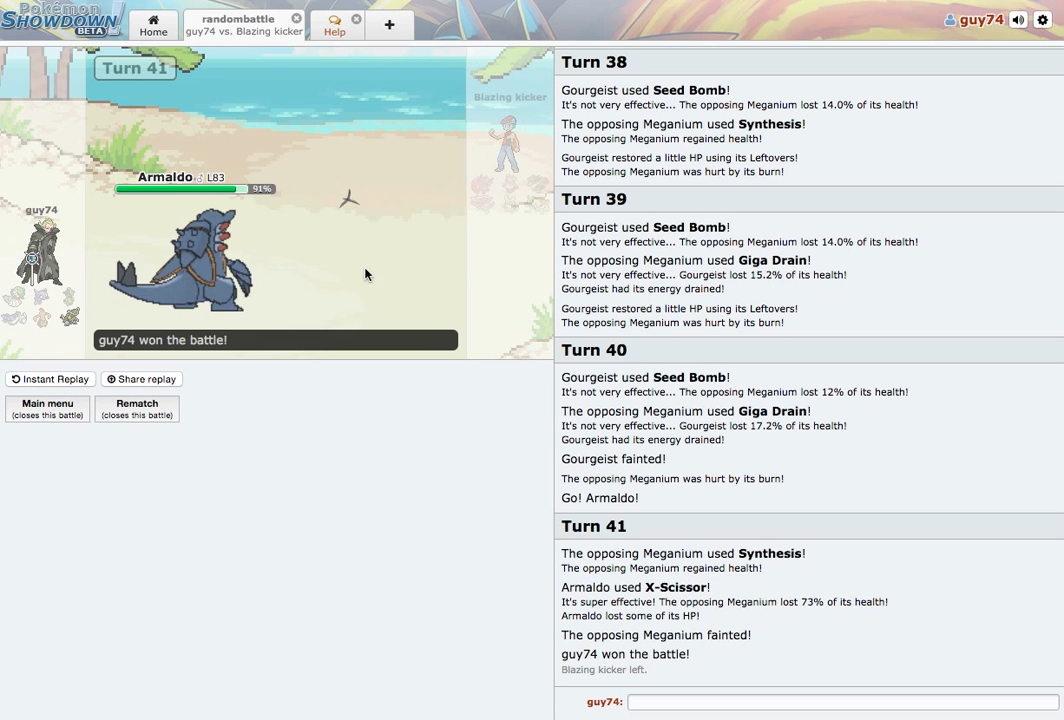 Pokémon
SHOWDOWN!
BETA
Home
randombattle
guy74 vs. Blazing kicker
Help
+
guy74
Turn 41
Blazing kicker
Armaldo ♂ L83
91%
guy74
guy74 won the battle!
Instant Replay
Share replay
Main menu
(closes this battle)
Rematch
(closes this battle)
Turn 38
Gourgeist used Seed Bomb!
It's not very effective... The opposing Meganium lost 14.0% of its health!
The opposing Meganium used Synthesis!
The opposing Meganium regained health!
Gourgeist restored a little HP using its Leftovers!
The opposing Meganium was hurt by its burn!
Turn 39
Gourgeist used Seed Bomb!
It's not very effective... The opposing Meganium lost 14.0% of its health!
The opposing Meganium used Giga Drain!
It's not very effective... Gourgeist lost 15.2% of its health!
Gourgeist had its energy drained!
Gourgeist restored a little HP using its Leftovers!
The opposing Meganium was hurt by its burn!
Turn 40
Gourgeist used Seed Bomb!
It's not very effective... The opposing Meganium lost 12% of its health!
The opposing Meganium used Giga Drain!
It's not very effective... Gourgeist lost 17.2% of its health!
Gourgeist had its energy drained!
Gourgeist fainted!
The opposing Meganium was hurt by its burn!
Go! Armaldo!
Turn 41
The opposing Meganium used Synthesis!
The opposing Meganium regained health!
Armaldo used X-Scissor!
It's super effective! The opposing Meganium lost 73% of its health!
Armaldo lost some of its HP!
The opposing Meganium fainted!
guy74 won the battle!
Blazing kicker left.
guy74: